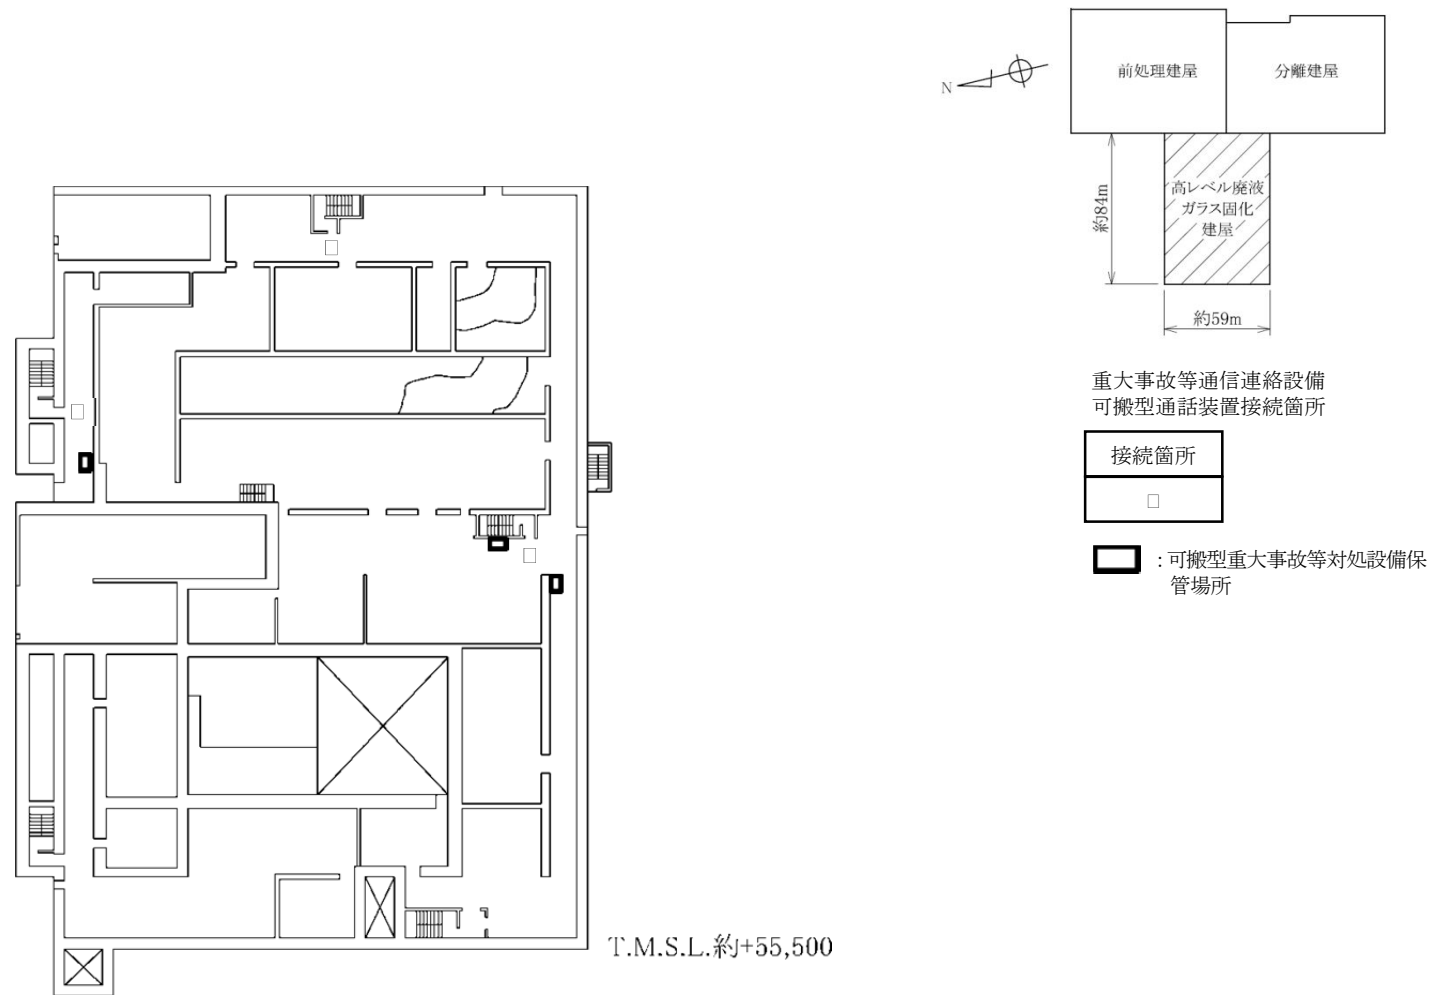 前処理建屋
分離建屋
N
高レベル廃液
ガラス固化
建屋
約84m
約59m
重大事故等通信連絡設備
可搬型通話装置接続箇所
接続箇所
□
：可搬型重大事故等対処設備保
管場所
T.M.S.L.約+55,500